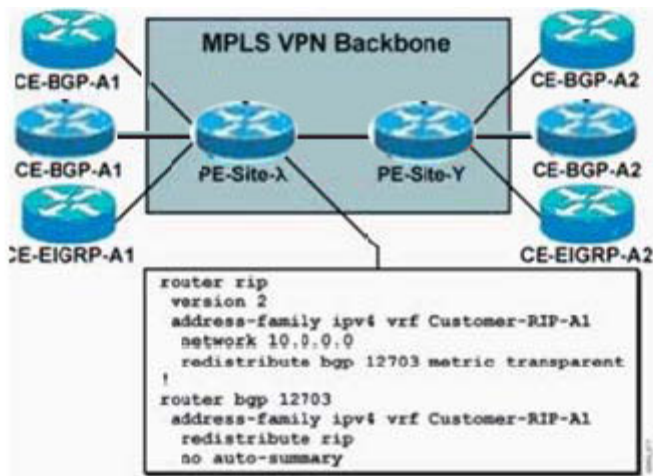 MPLS VPN Backbone
CE-BGP-A1
CE-BGP-A2
CE-BGP-A1
PE-Site-λ
PE-Site-Y
CE-BGP-A2
CE-EIGRP-A1
CE-EIGRP-A2
router rip
version 2
address-family ipv4 vrf Customer-RIP-A1
network 10.0.0.0
redistribute bgp 12703 metric transparent
!
router bgp 12703
address-family ipv4 vrf Customer-RIP-A1
redistribute rip
no auto-summary